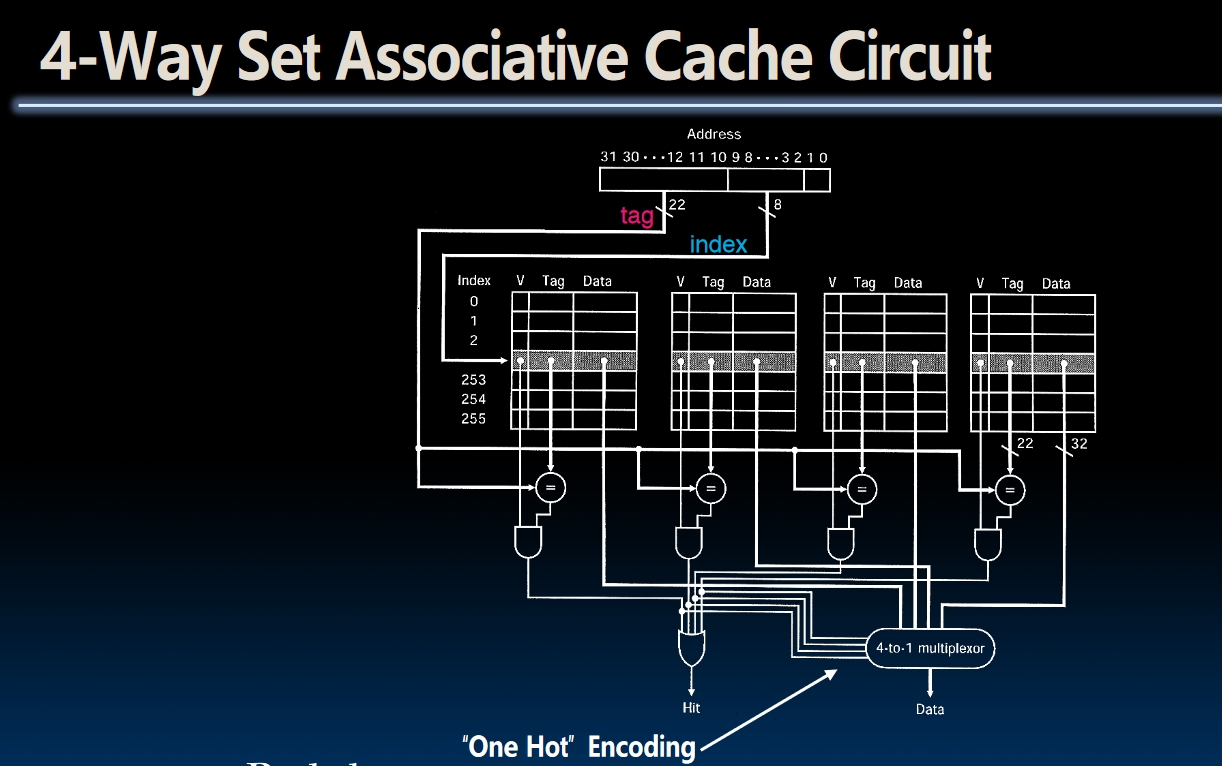 4-Way Set Associative Cache Circuit
Address
31 30 · · · 12 11 10 9 8 · · · 3 2 1 0
22
8
tag
index
Index V Tag Data V Tag Data V Tag Data V Tag Data
0
1
2
253
254
255
22 32
= = = =
4-to-1 multiplexor
Hit
Data
"One Hot" Encoding